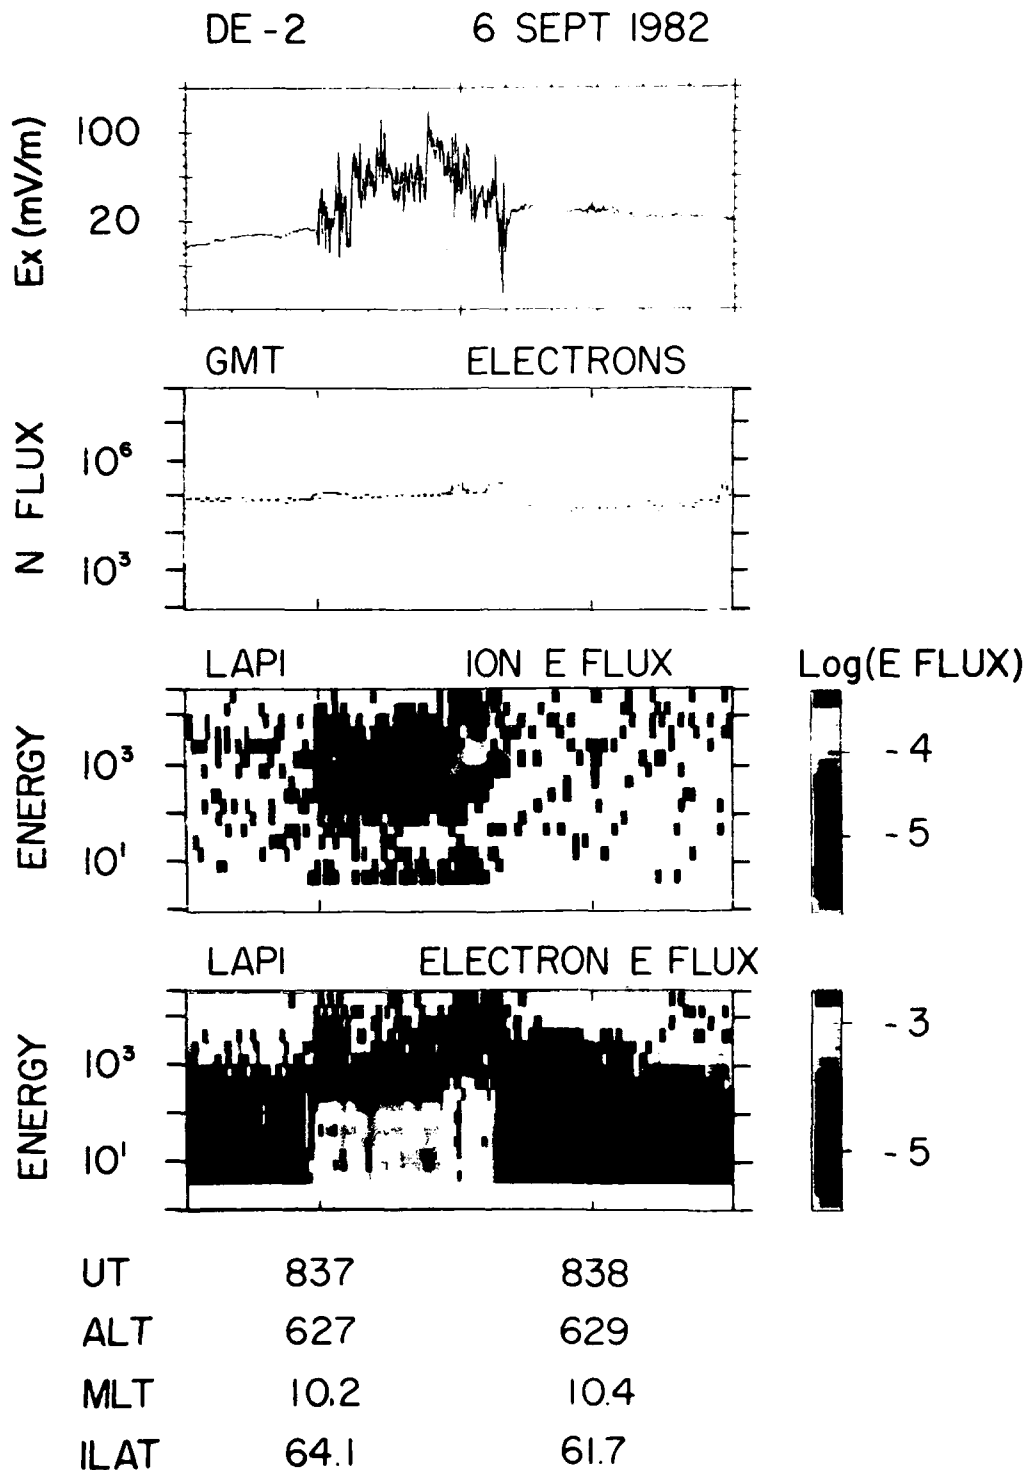 DE-2 6 SEPT 1982
Ex (mV/m)
100
20
GMT ELECTRONS
N FLUX
10⁶
10³
LAPI ION E FLUX Log(E FLUX)
ENERGY
10³
10¹
-4
-5
LAPI ELECTRON E FLUX
ENERGY
10³
10¹
-3
-5
UT 837 838
ALT 627 629
MLT 10.2 10.4
ILAT 64.1 61.7